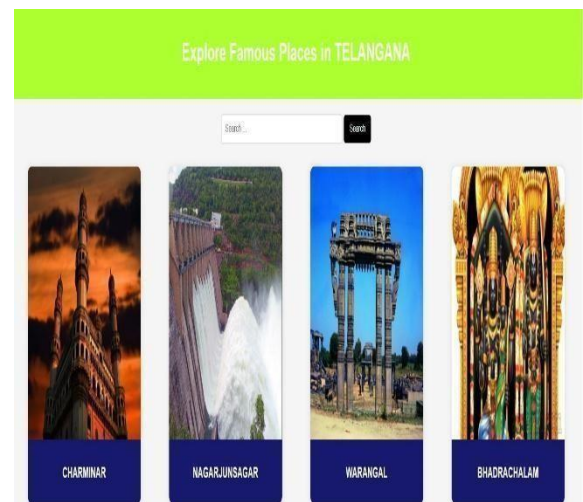 Explore Famous Places in TELANGANA
Search ...
Search
CHARMINAR
NAGARJUNSAGAR
WARANGAL
BHADRACHALAM